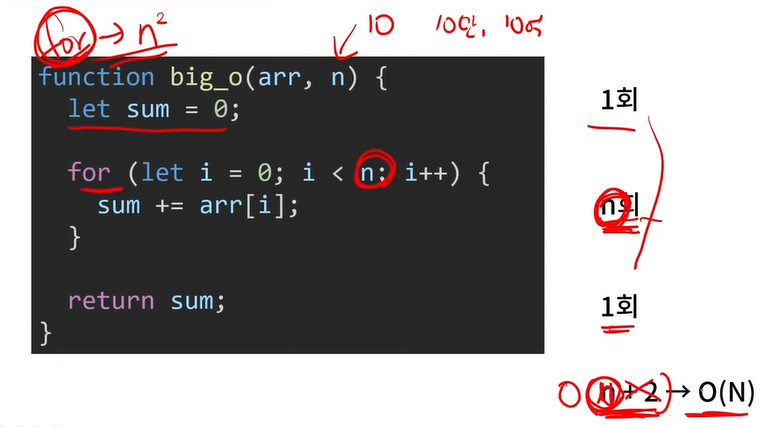 for → n² 10 10만, 10억
function big_o(arr, n) {
let sum = 0;
1회
for (let i = 0; i < n; i++) {
sum += arr[i];
n회
}
return sum;
1회
}
O(n + 2) → O(N)